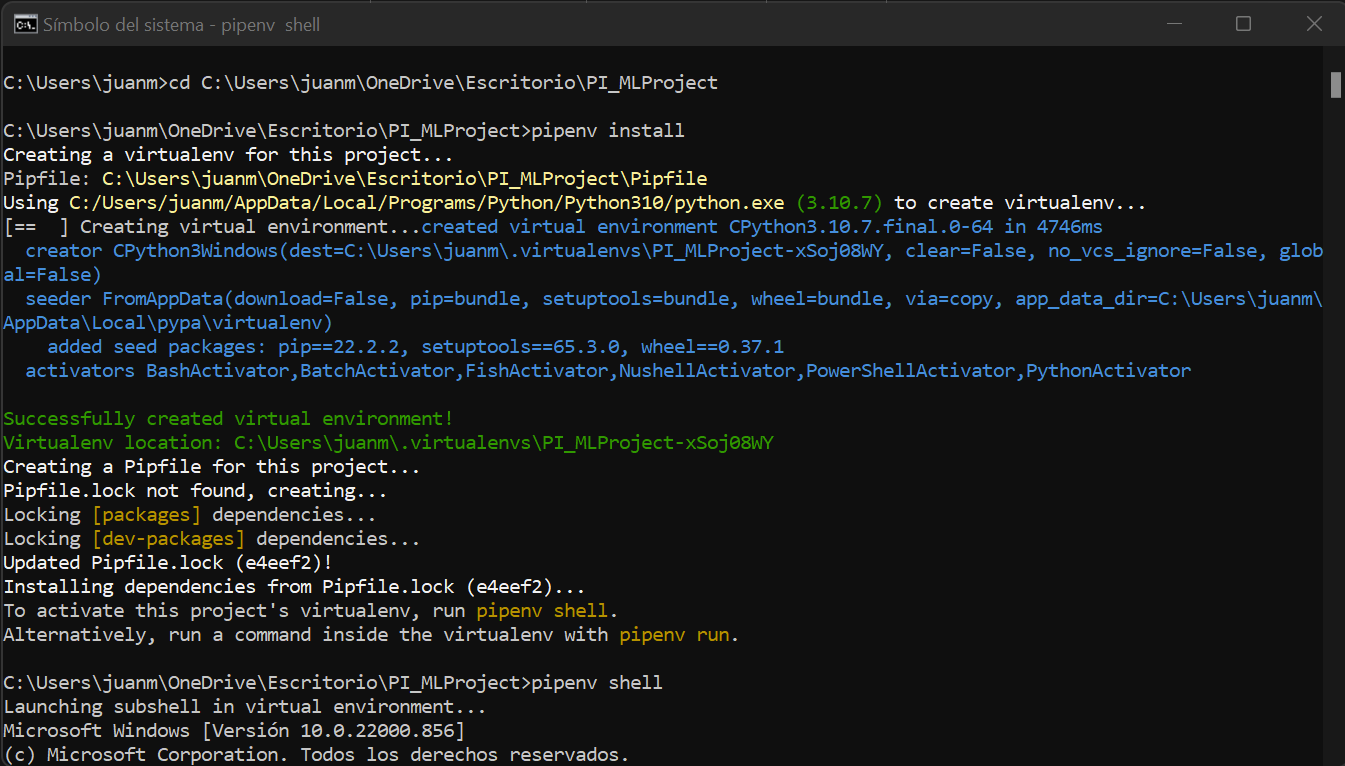 Símbolo del sistema - pipenv  shell
C:\Users\juanm>cd C:\Users\juanm\OneDrive\Escritorio\PI_MLProject
C:\Users\juanm\OneDrive\Escritorio\PI_MLProject>pipenv install
Creating a virtualenv for this project...
Pipfile: C:\Users\juanm\OneDrive\Escritorio\PI_MLProject\Pipfile
Using C:/Users/juanm/AppData/Local/Programs/Python/Python310/python.exe (3.10.7) to create virtualenv...
[==  ] Creating virtual environment...created virtual environment CPython3.10.7.final.0-64 in 4746ms
  creator CPython3Windows(dest=C:\Users\juanm\.virtualenvs\PI_MLProject-xSoj08WY, clear=False, no_vcs_ignore=False, glob
al=False)
  seeder FromAppData(download=False, pip=bundle, setuptools=bundle, wheel=bundle, via=copy, app_data_dir=C:\Users\juanm\
AppData\Local\pypa\virtualenv)
    added seed packages: pip==22.2.2, setuptools==65.3.0, wheel==0.37.1
  activators BashActivator,BatchActivator,FishActivator,NushellActivator,PowerShellActivator,PythonActivator
Successfully created virtual environment!
Virtualenv location: C:\Users\juanm\.virtualenvs\PI_MLProject-xSoj08WY
Creating a Pipfile for this project...
Pipfile.lock not found, creating...
Locking [packages] dependencies...
Locking [dev-packages] dependencies...
Updated Pipfile.lock (e4eef2)!
Installing dependencies from Pipfile.lock (e4eef2)...
To activate this project's virtualenv, run pipenv shell.
Alternatively, run a command inside the virtualenv with pipenv run.
C:\Users\juanm\OneDrive\Escritorio\PI_MLProject>pipenv shell
Launching subshell in virtual environment...
Microsoft Windows [Versión 10.0.22000.856]
(c) Microsoft Corporation. Todos los derechos reservados.